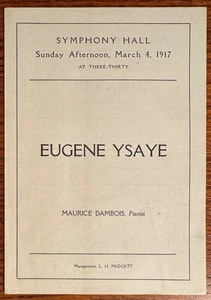 SYMPHONY HALL
Sunday Afternoon, March 4, 1917
AT THREE-THIRTY
EUGENE YSAYE
MAURICE DAMBOIS, Pianist
Management, L. H. MUDGETT